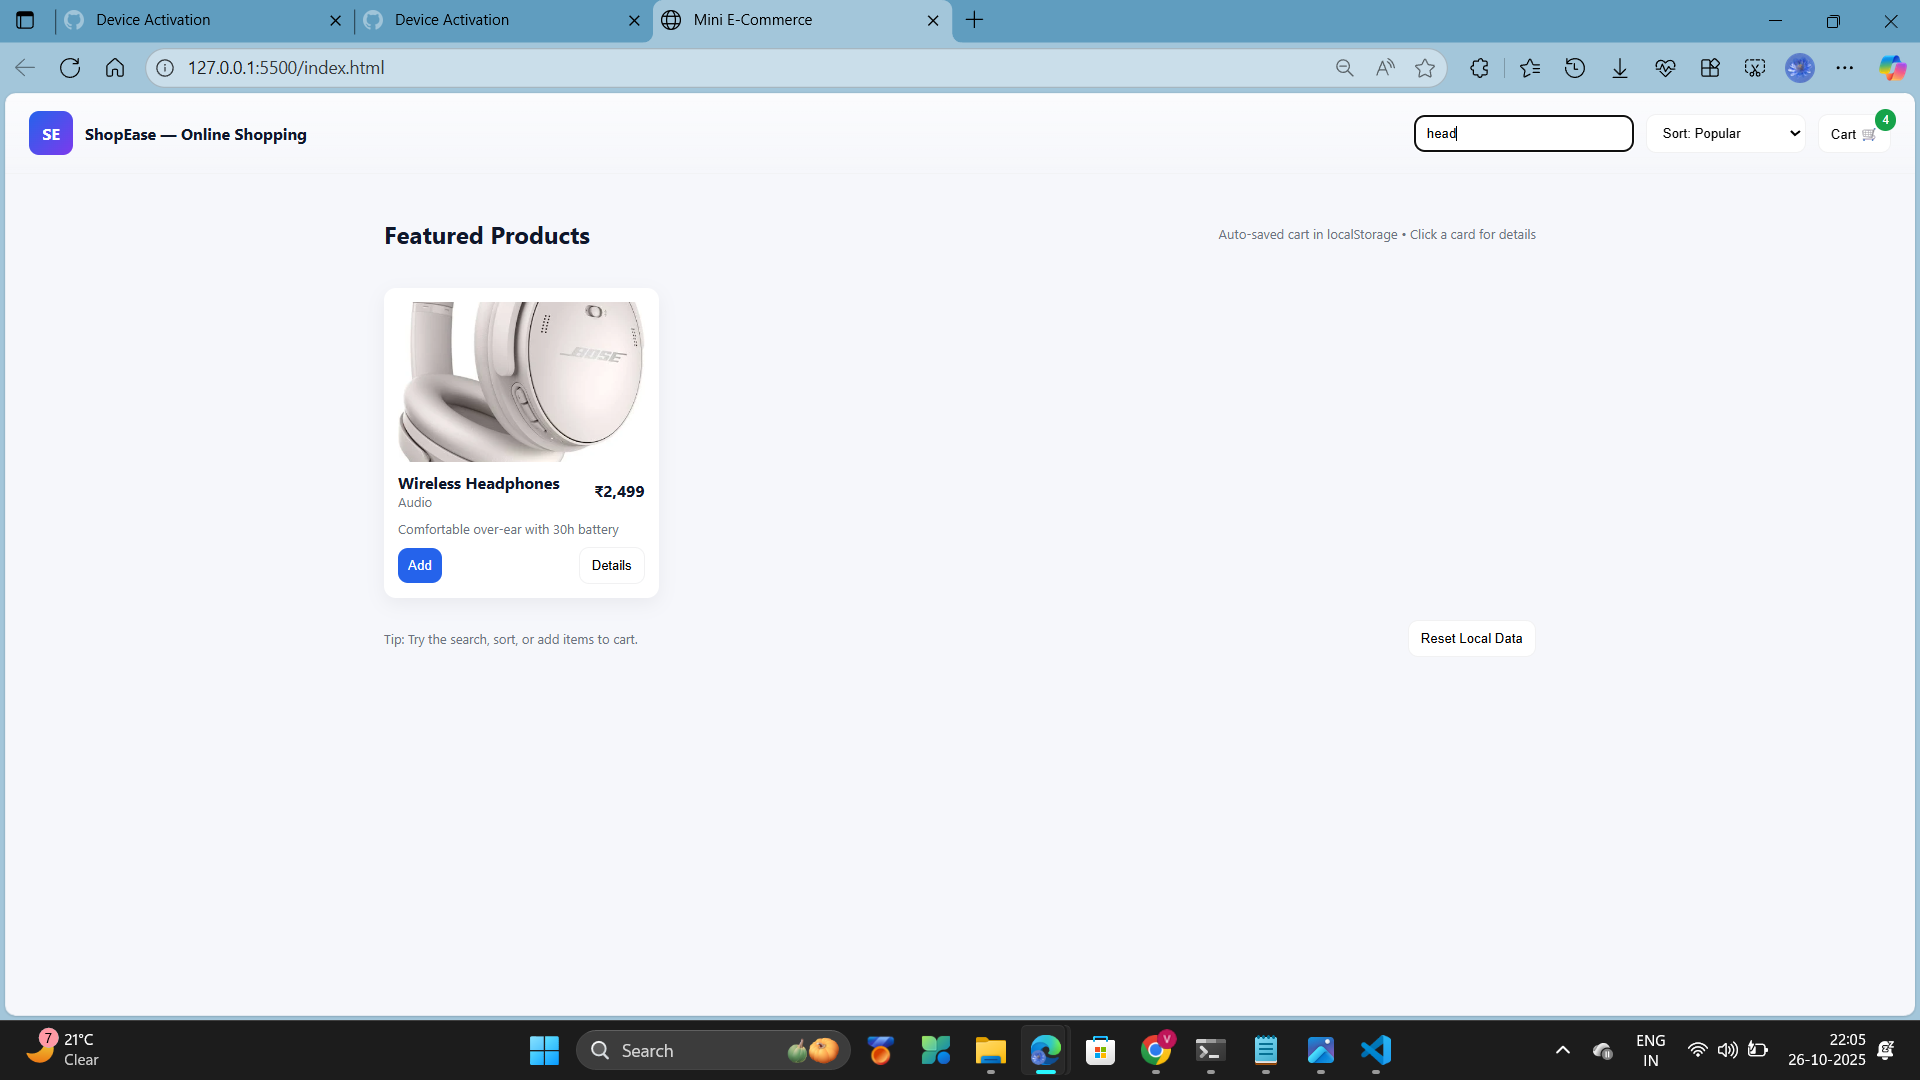 Device Activation
Device Activation
Mini E-Commerce
127.0.0.1:5500/index.html
SE
ShopEase — Online Shopping
head
Sort: Popular
Cart
4
Featured Products
Auto-saved cart in localStorage • Click a card for details
BOSE
Wireless Headphones
₹2,499
Audio
Comfortable over-ear with 30h battery
Add
Details
Tip: Try the search, sort, or add items to cart.
Reset Local Data
7
21°C
Clear
Search
V
ENG
IN
22:05
26-10-2025